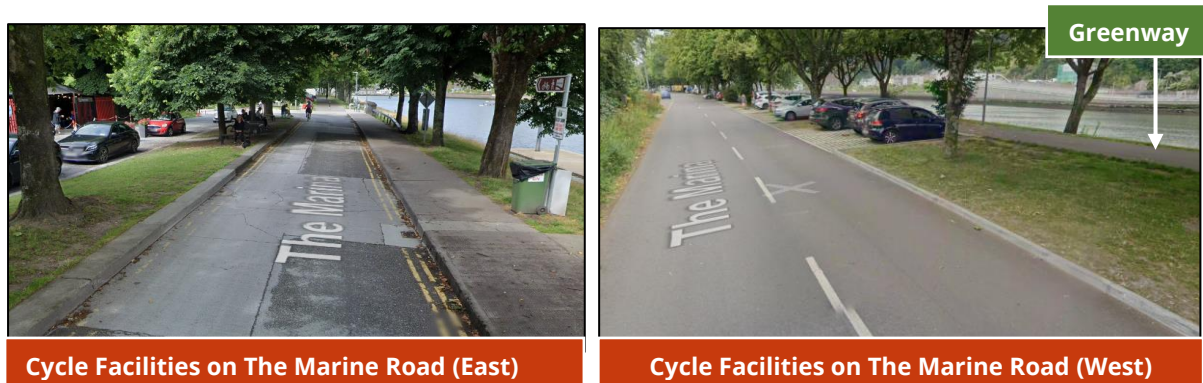 Greenway
The Marina
The Marina
Cycle Facilities on The Marine Road (East)
Cycle Facilities on The Marine Road (West)